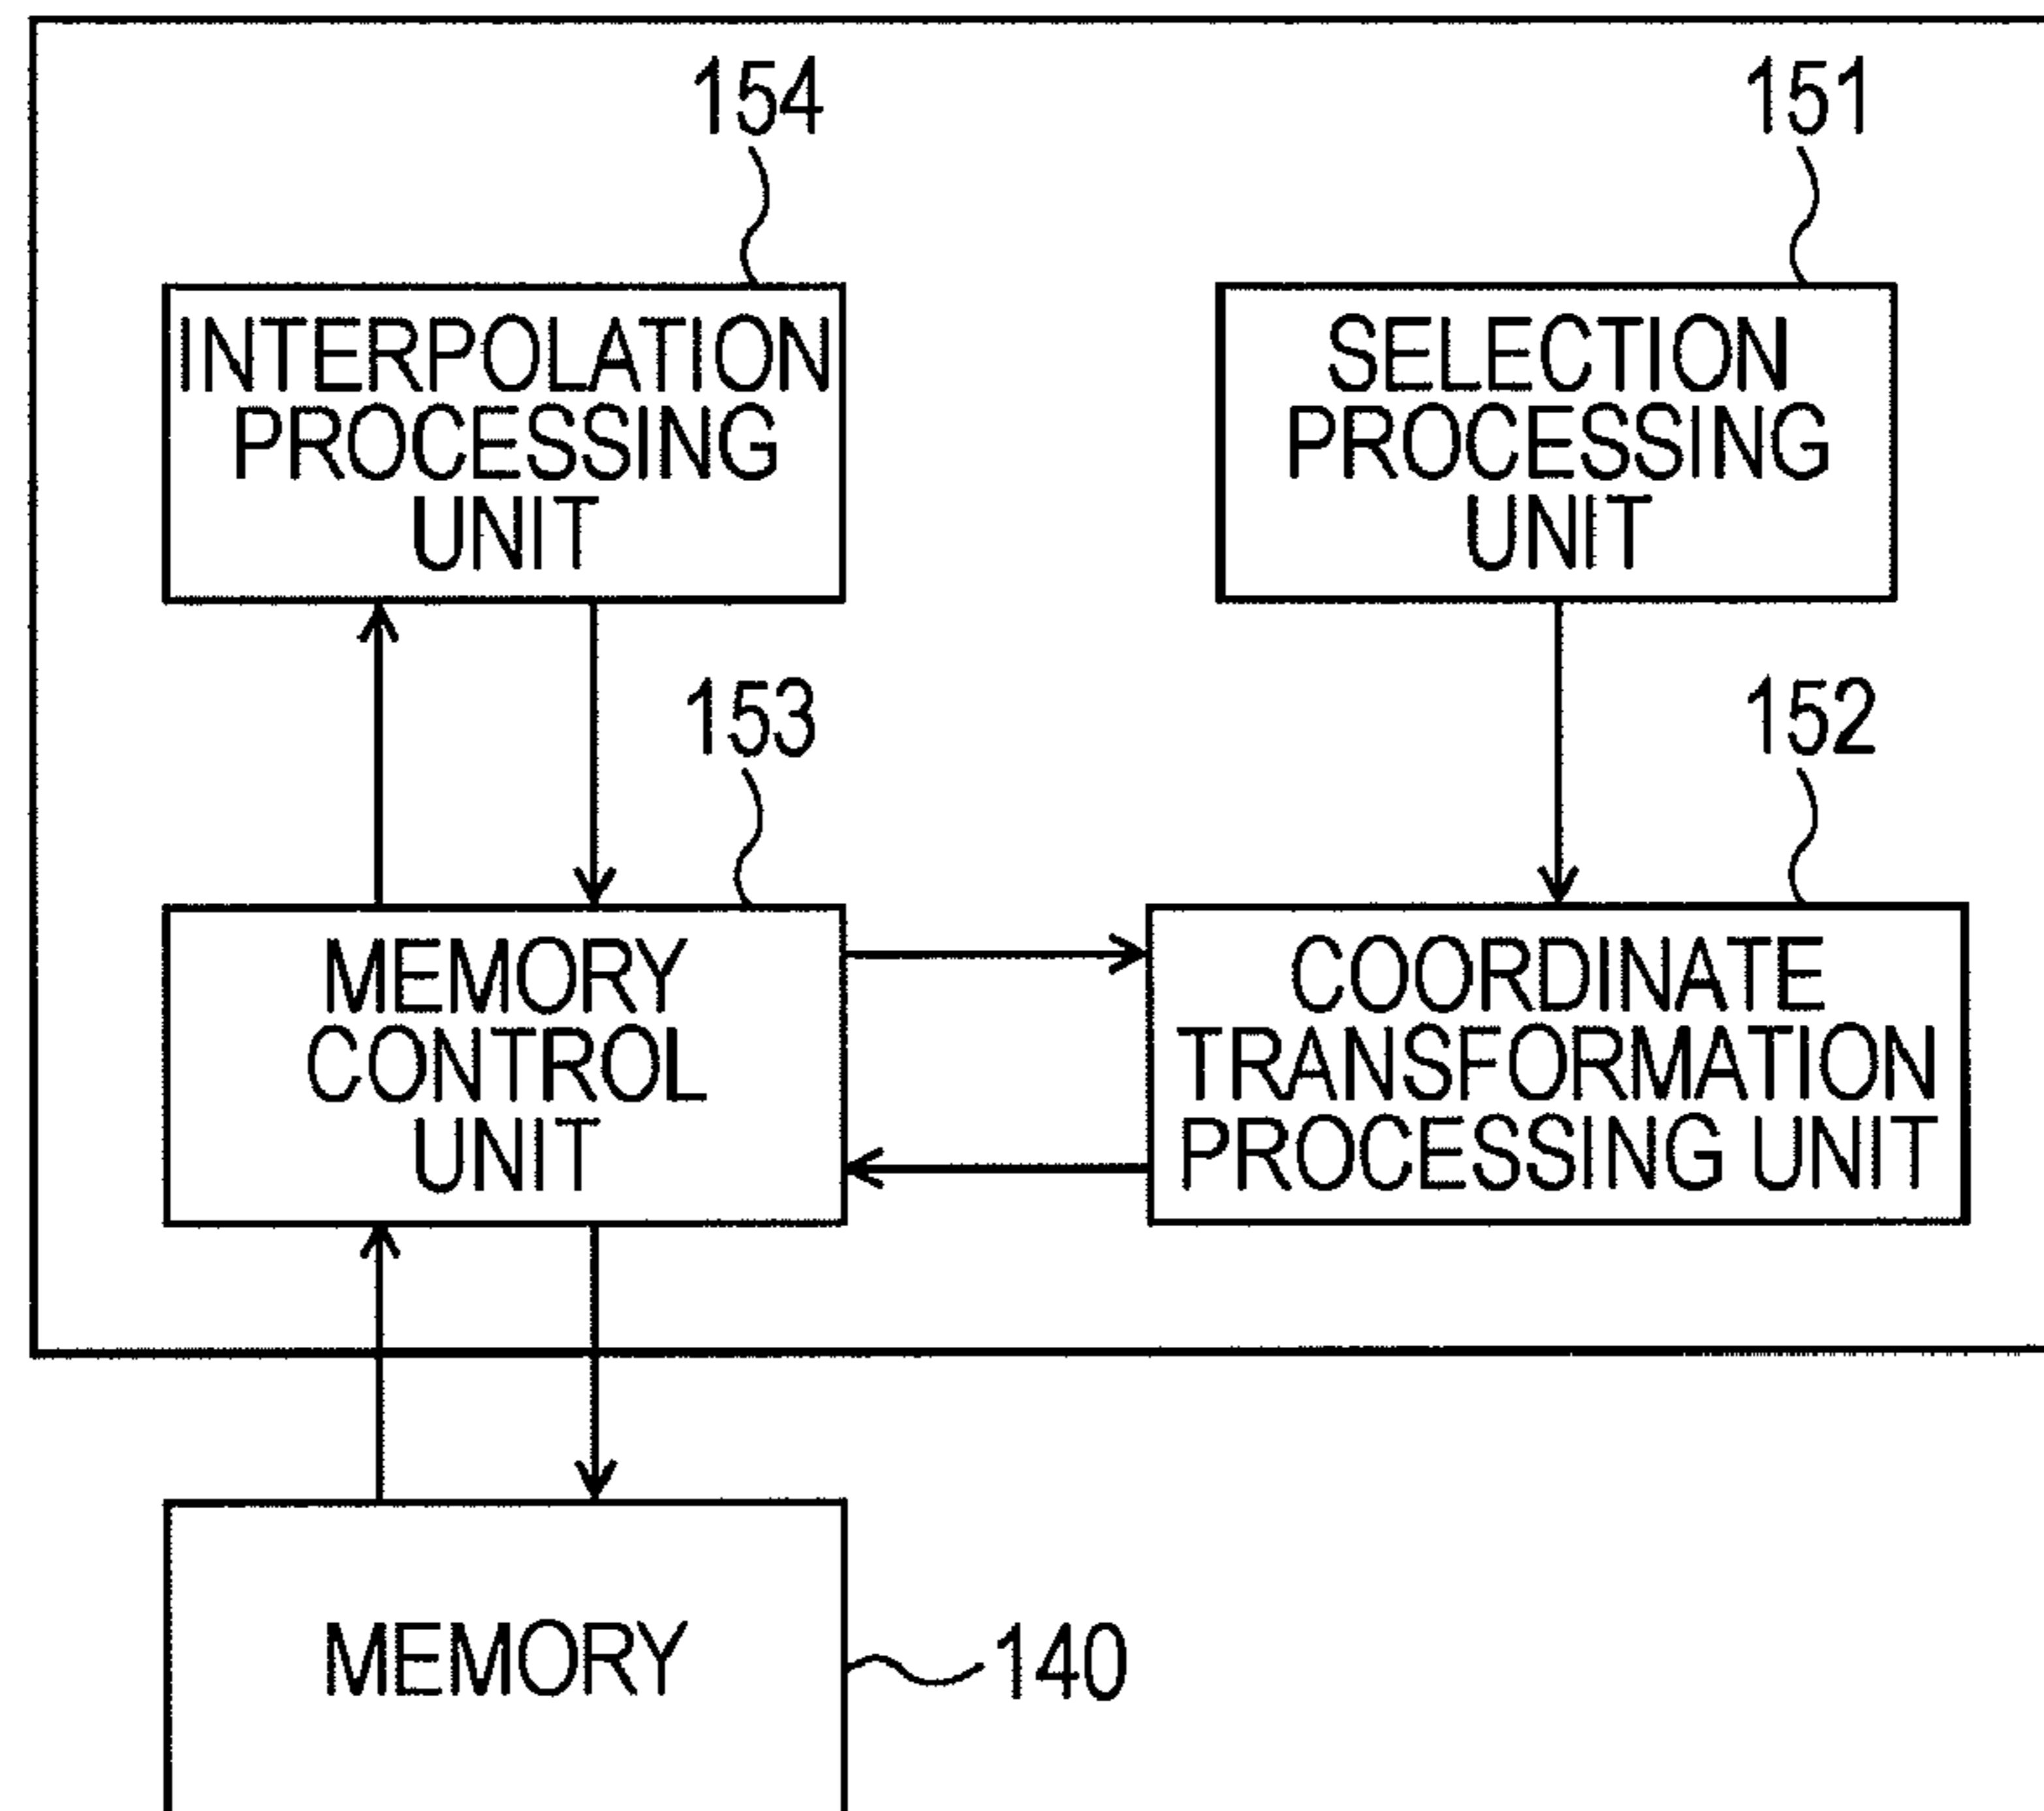 154
151
INTERPOLATION
PROCESSING
UNIT
SELECTION
PROCESSING
UNIT
153
152
MEMORY
CONTROL
UNIT
COORDINATE
TRANSFORMATION
PROCESSING UNIT
MEMORY
140